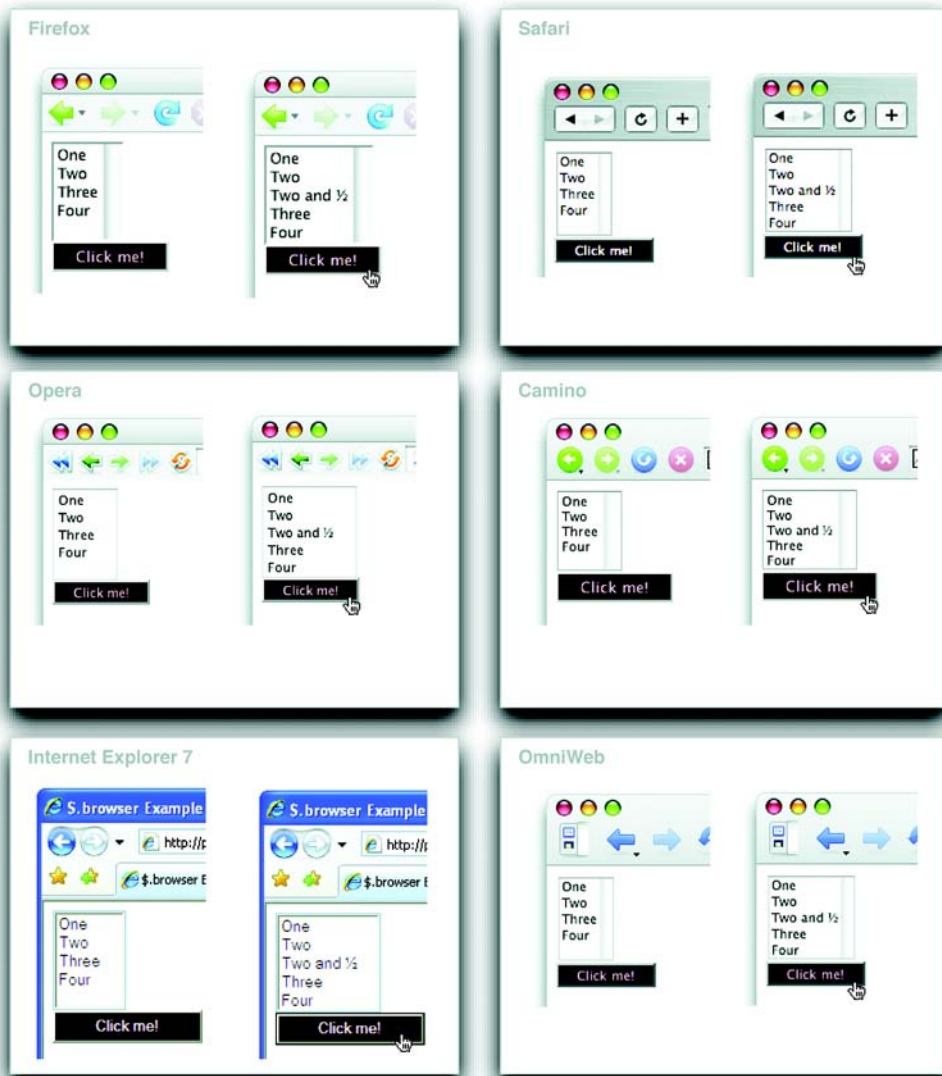 Firefox
One
Two
Three
Four
Click me!
One
Two
Two and ½
Three
Four
Click me!
Safari
One
Two
Three
Four
Click me!
One
Two
Two and ½
Three
Four
Click me!
Opera
One
Two
Three
Four
Click me!
One
Two
Two and ½
Three
Four
Click me!
Camino
One
Two
Three
Four
Click me!
One
Two
Two and ½
Three
Four
Click me!
Internet Explorer 7
S.browser Example
http://p
$.browser E
One
Two
Three
Four
Click me!
S.browser Example
http://p
$.browser E
One
Two
Two and ½
Three
Four
Click me!
OmniWeb
One
Two
Three
Four
Click me!
One
Two
Two and ½
Three
Four
Click me!